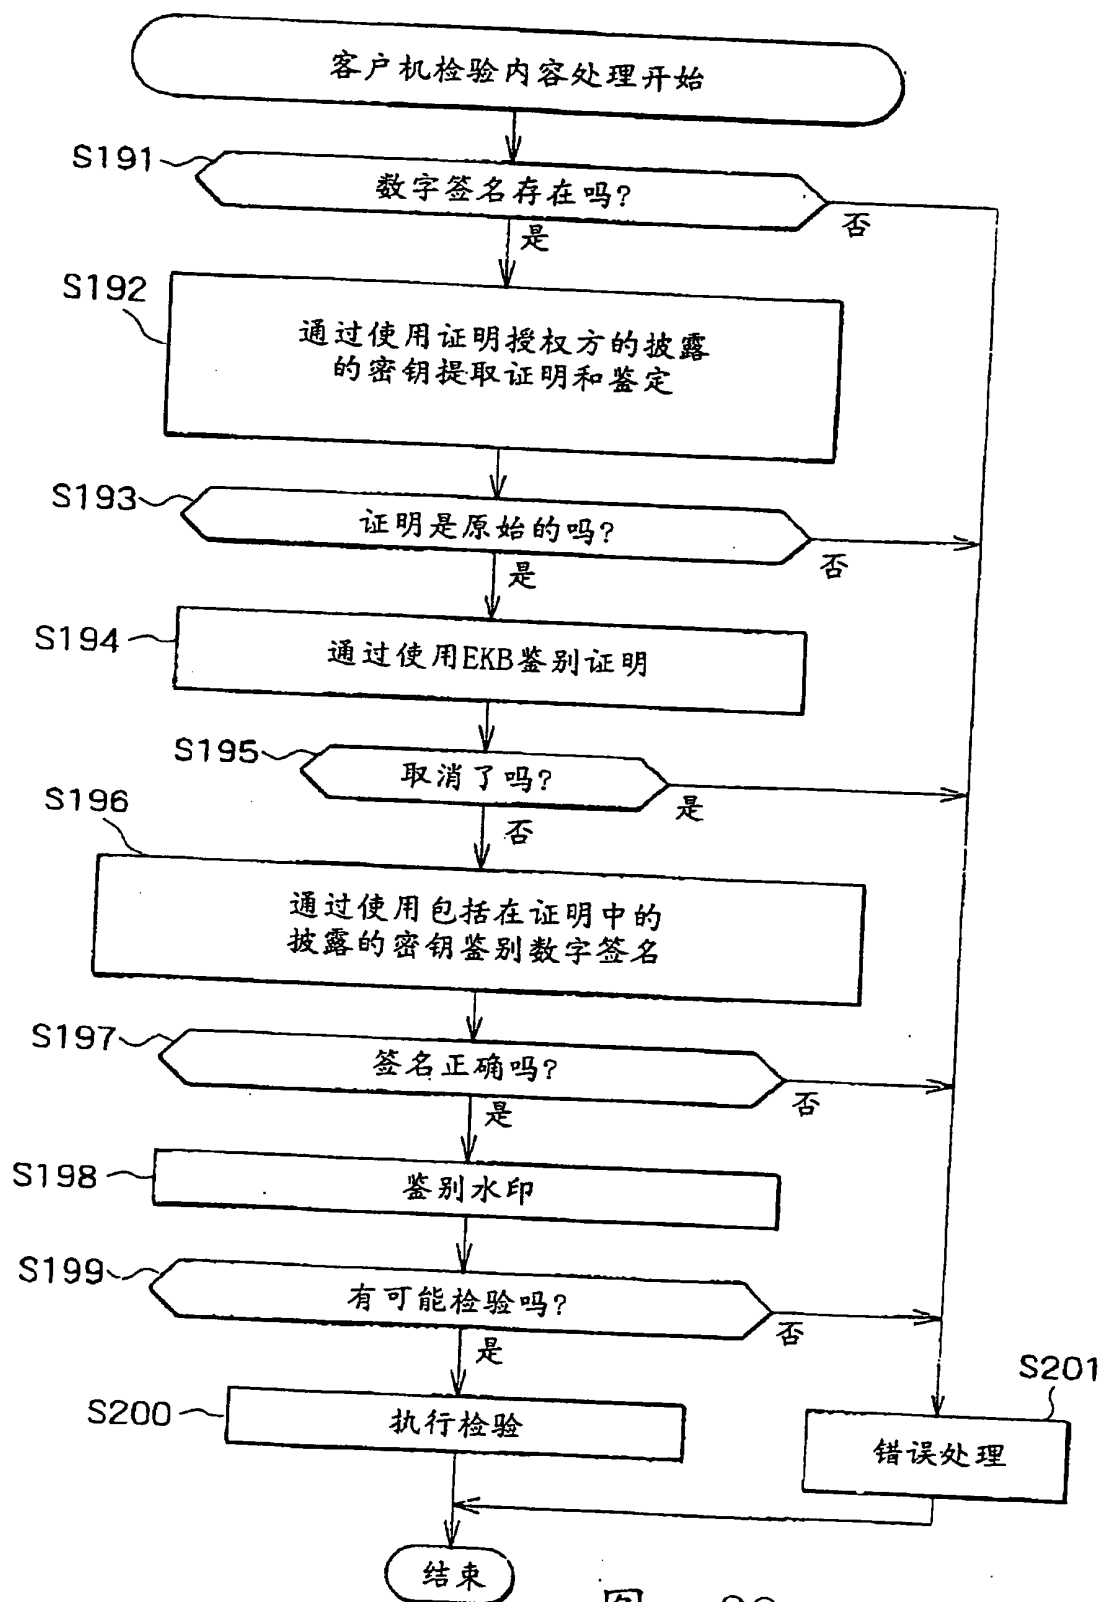 客户机检验内容处理开始
S191
数字签名存在吗?
否
是
S192
通过使用证明授权方的披露
的密钥提取证明和鉴定
S193
证明是原始的吗?
否
是
S194
通过使用EKB鉴别证明
S195
取消了吗?
是
否
S196
通过使用包括在证明中的
披露的密钥鉴别数字签名
S197
签名正确吗?
否
是
S198
鉴别水印
S199
有可能检验吗?
否
是
S200
执行检验
S201
错误处理
结束